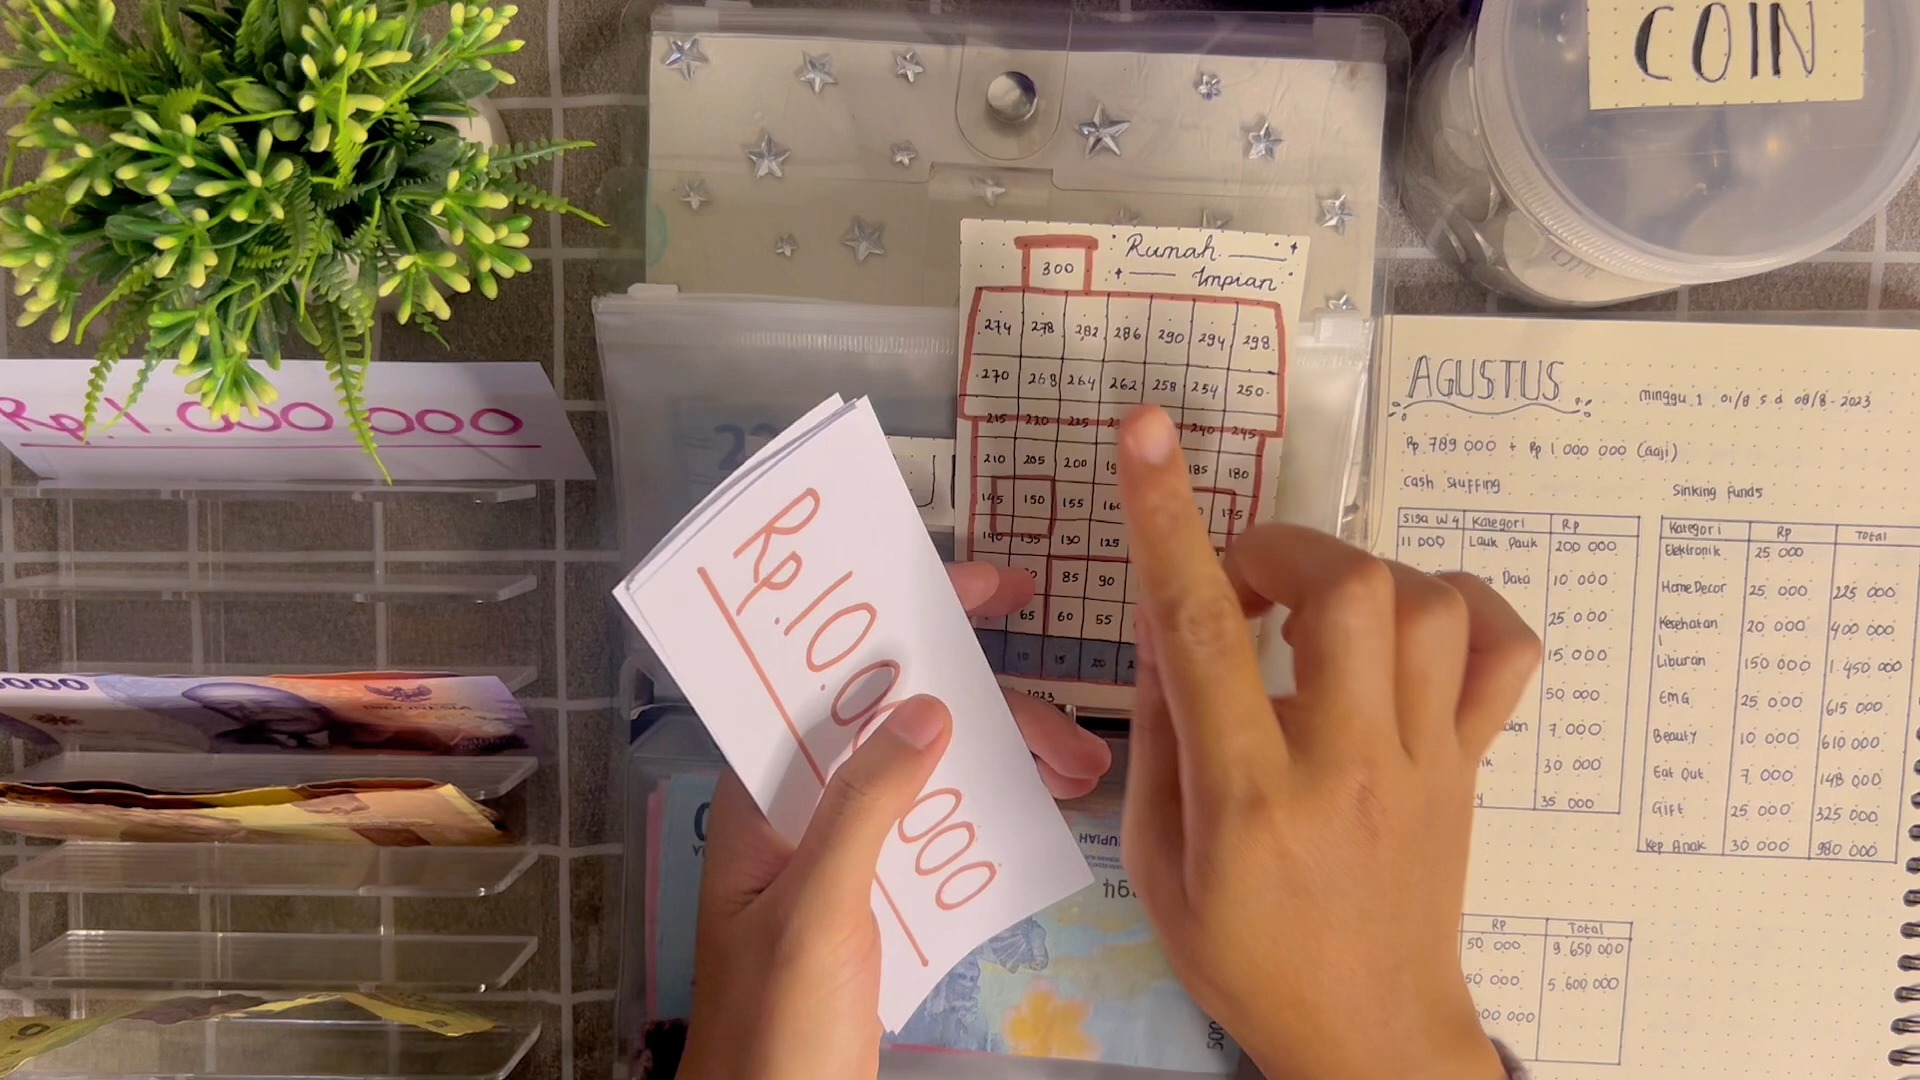 COIN
Rumah
Impian
300
274 278 282 286 290 294 298
270 268 264 262 258 254 250
215 220 225 240 245
210 205 200 185 180
145 150 155 175
140 135 130 125
85 90
65 60 55
10 15 20
2023
Rp.1.000.000
Rp.10.000.000
INDONESIA
RUPIAH
AGUSTUS
minggu 1 01/8 s.d 08/8-2023
Rp 789 000 + Rp 1 000 000 (Gaji)
Cash Stuffing
Sisa W4 Kategori Rp
11 000 Lauk Pauk 200 000
Data 10 000
25 000
15 000
50 000
7 000
30 000
35 000
Sinking Funds
Kategori Rp Total
Elektronik 25 000
Home Decor 25 000 225 000
Kesehatan 20 000 400 000
Liburan 150 000 1.450 000
EMG 25 000 615 000
Beauty 10 000 610 000
Eat Out 7 000 148 000
Gift 25 000 325 000
Kep Anak 30 000 980 000
Rp Total
50 000 9.650 000
50 000 5.600 000